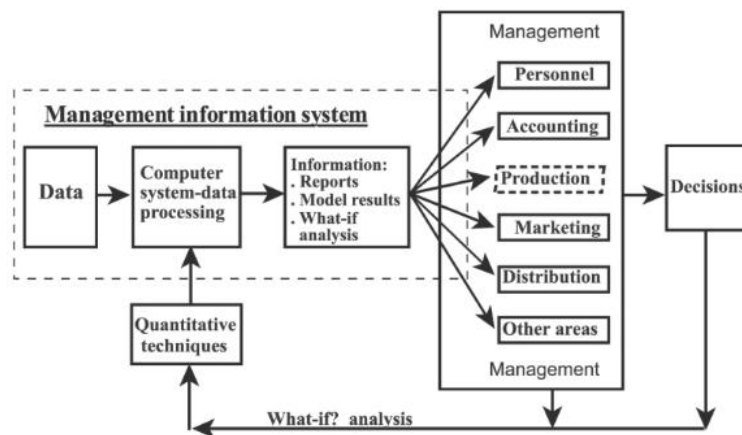 Management
Personnel
Management information system
Accounting
Data
Computer
system-data
processing
Information:
. Reports
. Model results
. What-if
analysis
Production
Decisions
Marketing
Distribution
Quantitative
techniques
Other areas
Management
What-if? analysis